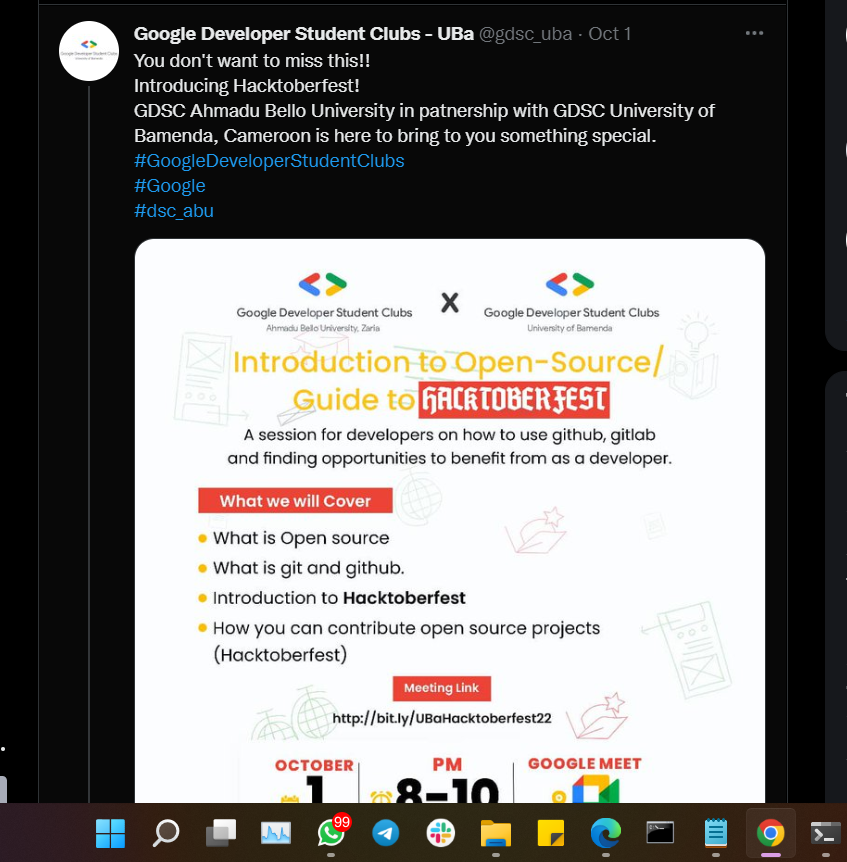 Google Developer Student Clubs - UBa @gdsc_uba · Oct 1
You don't want to miss this!!
Introducing Hacktoberfest!
GDSC Ahmadu Bello University in patnership with GDSC University of
Bamenda, Cameroon is here to bring to you something special.
#GoogleDeveloperStudentClubs
#Google
#dsc_abu
Google Developer Student Clubs
Ahmadu Bello University, Zaria
X
Google Developer Student Clubs
University of Bamenda
Introduction to Open-Source/
Guide to HACKTOBERFEST
A session for developers on how to use github, gitlab
and finding opportunities to benefit from as a developer.
What we will Cover
What is Open source
What is git and github.
Introduction to Hacktoberfest
How you can contribute open source projects
(Hacktoberfest)
Meeting Link
http://bit.ly/UBaHacktoberfest22
OCTOBER
1
PM
8-10
GOOGLE MEET
99